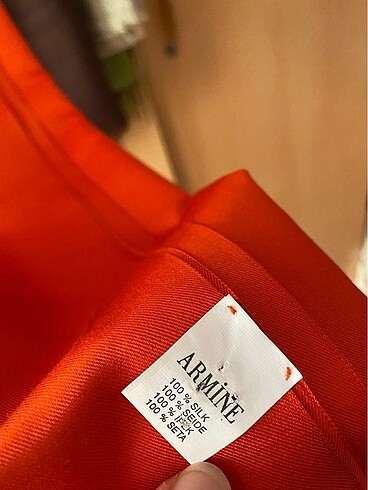 ARMİNE
100 % SILK
100 % SEIDE
100 % İPEK
100 % SETA